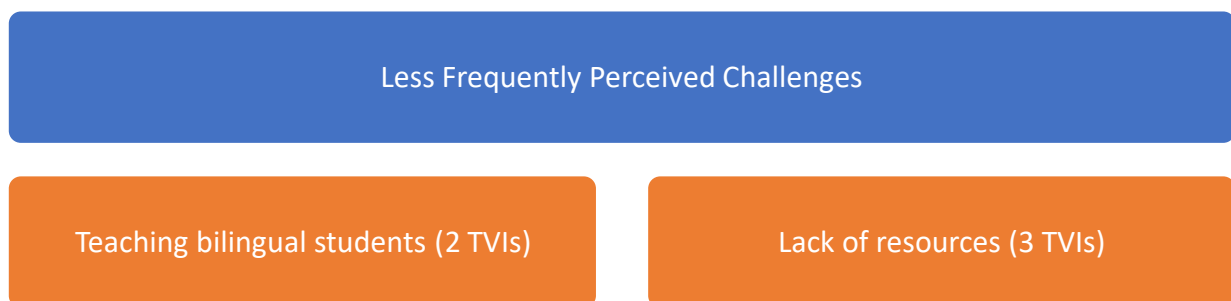 Less Frequently Perceived Challenges
Teaching bilingual students (2 TVIs)
Lack of resources (3 TVIs)